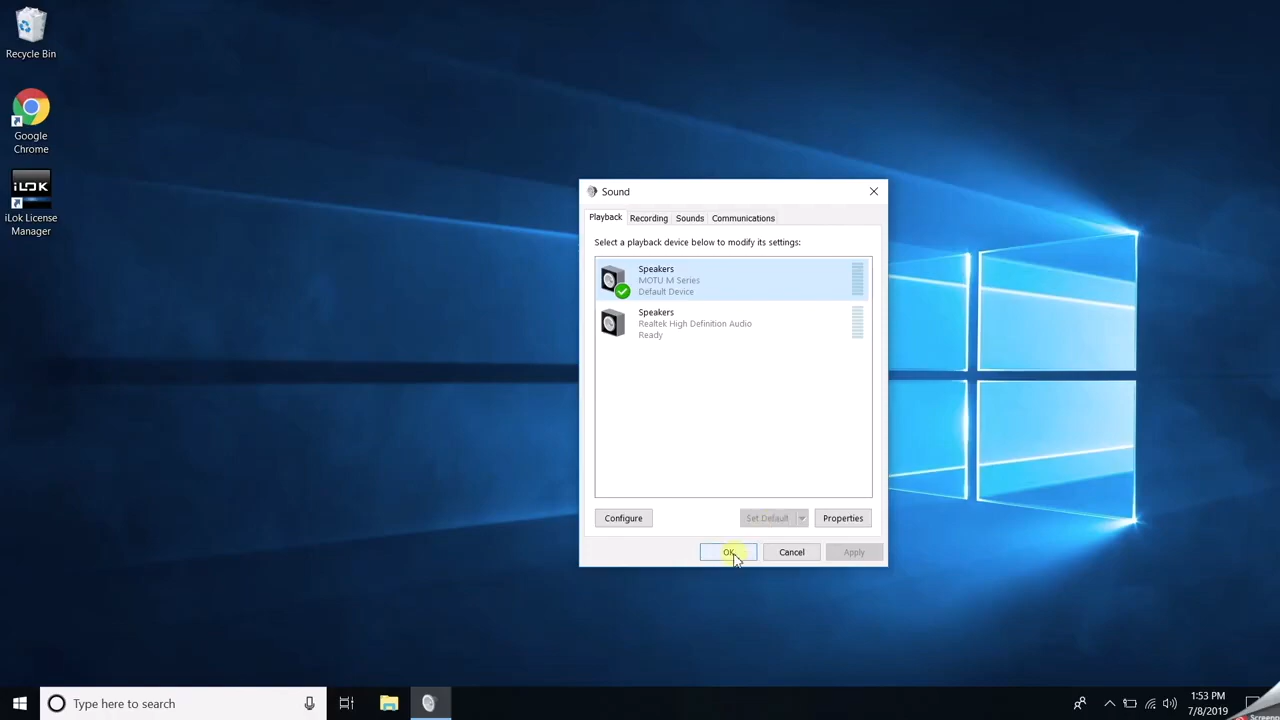 Recycle Bin
Google
Chrome
iLOK
iLok License
Manager
Sound
Playback
Recording
Sounds
Communications
Select a playback device below to modify its settings:
Speakers
MOTU M Series
Default Device
Speakers
Realtek High Definition Audio
Ready
Configure
Set Default
Properties
OK
Cancel
Apply
Type here to search
1:53 PM
7/8/2019